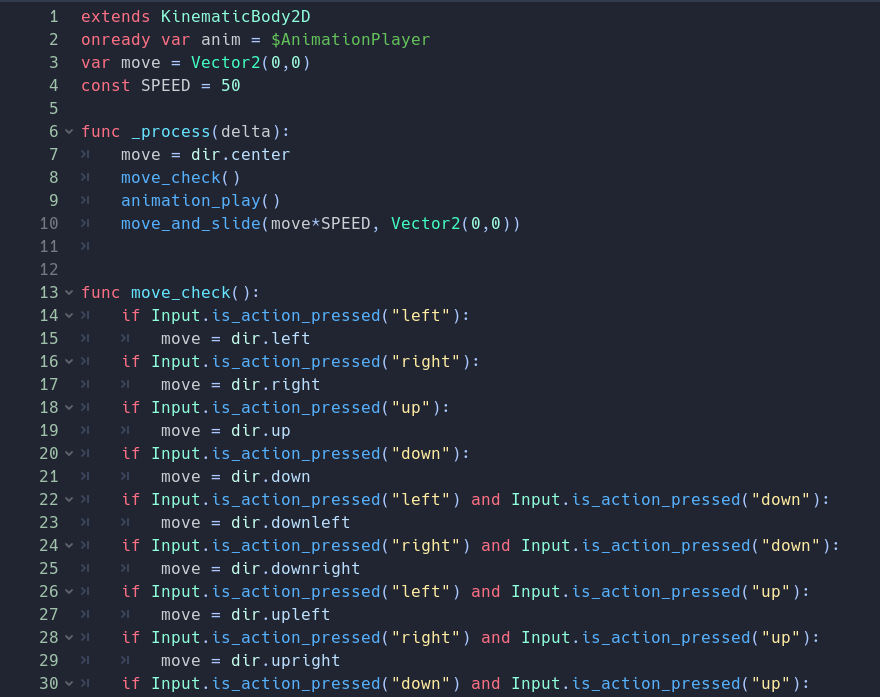 1 extends KinematicBody2D
2 onready var anim = $AnimationPlayer
3 var move = Vector2(0,0)
4 const SPEED = 50
5
6 func _process(delta):
7 move = dir.center
8 move_check()
9 animation_play()
10 move_and_slide(move*SPEED, Vector2(0,0))
11
12
13 func move_check():
14 if Input.is_action_pressed("left"):
15 move = dir.left
16 if Input.is_action_pressed("right"):
17 move = dir.right
18 if Input.is_action_pressed("up"):
19 move = dir.up
20 if Input.is_action_pressed("down"):
21 move = dir.down
22 if Input.is_action_pressed("left") and Input.is_action_pressed("down"):
23 move = dir.downleft
24 if Input.is_action_pressed("right") and Input.is_action_pressed("down"):
25 move = dir.downright
26 if Input.is_action_pressed("left") and Input.is_action_pressed("up"):
27 move = dir.upleft
28 if Input.is_action_pressed("right") and Input.is_action_pressed("up"):
29 move = dir.upright
30 if Input.is_action_pressed("down") and Input.is_action_pressed("up"):